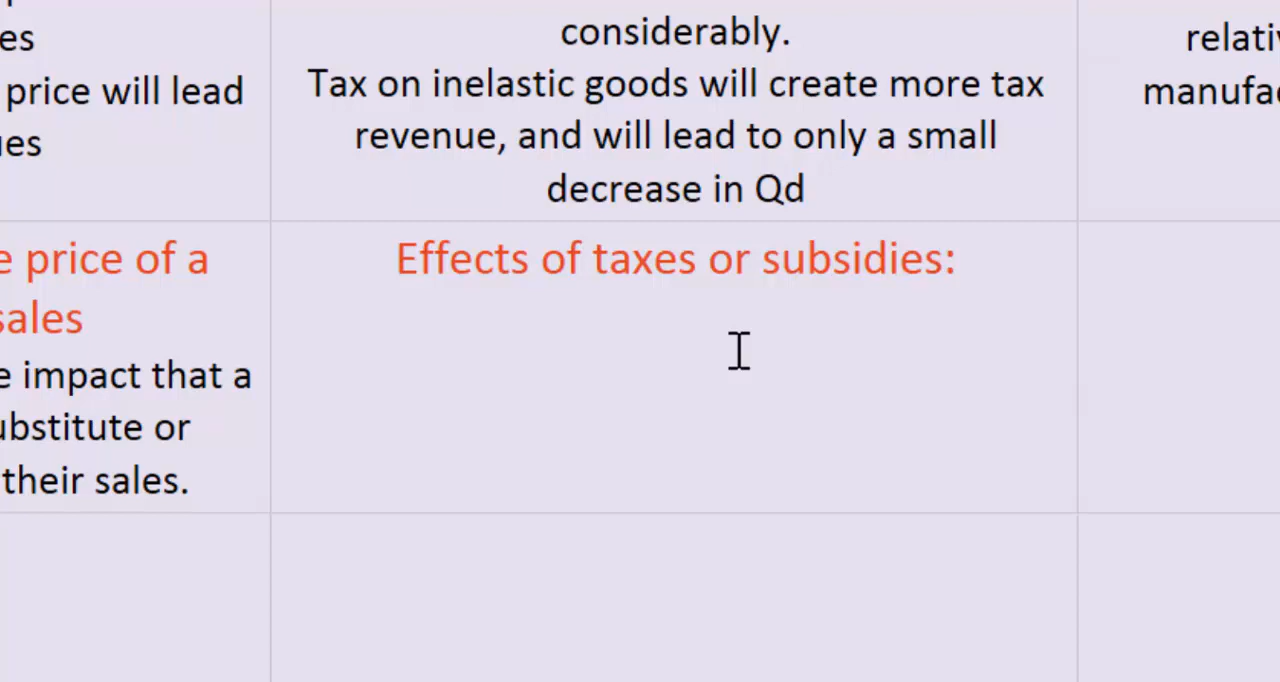 es
price will lead
ues
considerably.
Tax on inelastic goods will create more tax
revenue, and will lead to only a small
decrease in Qd
relativ
manufac
e price of a
sales
e impact that a
ubstitute or
their sales.
Effects of taxes or subsidies: